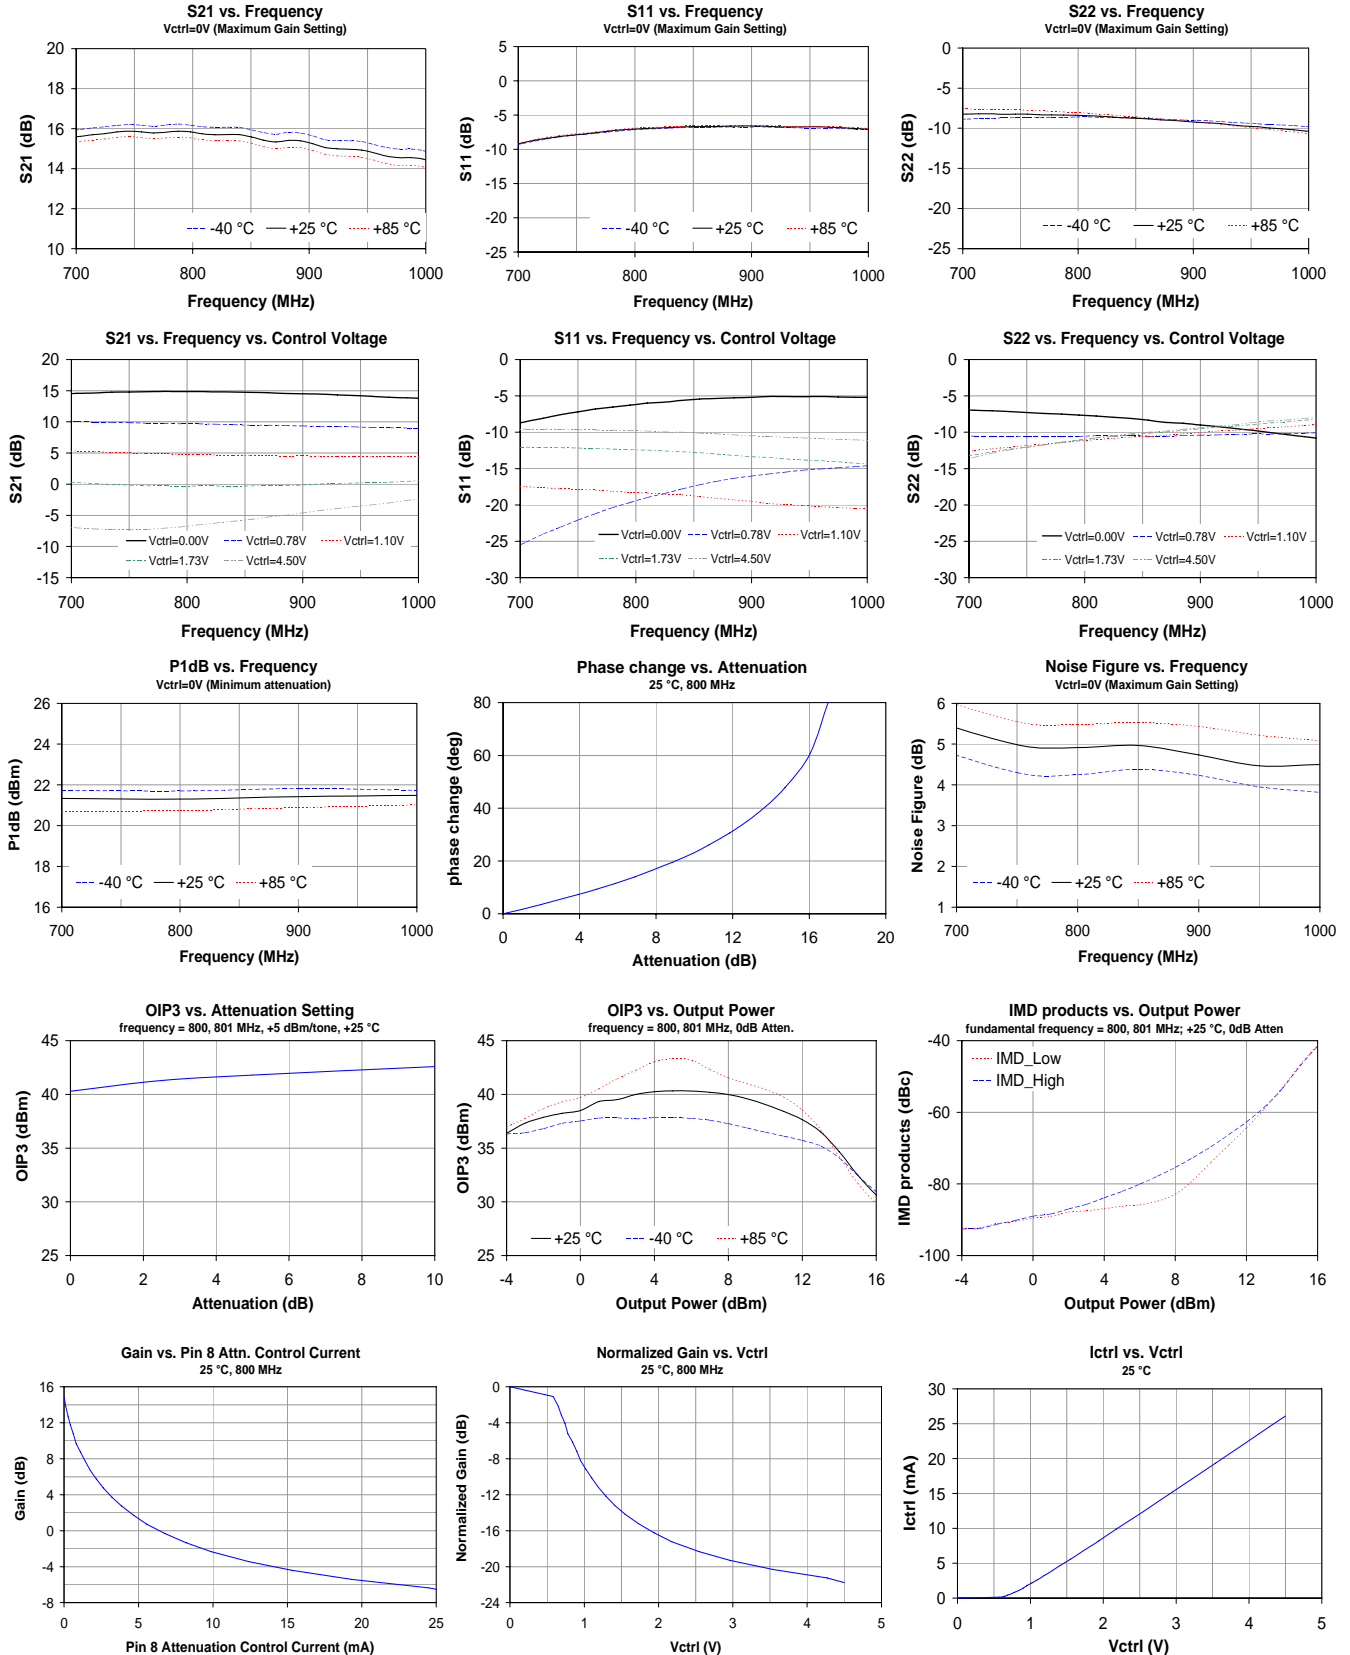 S21 vs. Frequency
Vctrl=0V (Maximum Gain Setting)
20
18
16
14
12
10
S21 (dB)
-40 °C +25 °C +85 °C
700 800 900 1000
Frequency (MHz)
S11 vs. Frequency
Vctrl=0V (Maximum Gain Setting)
5
0
-5
-10
-15
-20
-25
S11 (dB)
-40 °C +25 °C +85 °C
700 800 900 1000
Frequency (MHz)
S22 vs. Frequency
Vctrl=0V (Maximum Gain Setting)
0
-5
-10
-15
-20
-25
S22 (dB)
-40 °C +25 °C +85 °C
700 800 900 1000
Frequency (MHz)
S21 vs. Frequency vs. Control Voltage
20
15
10
5
0
-5
-10
-15
S21 (dB)
Vctrl=0.00V Vctrl=0.78V Vctrl=1.10V
Vctrl=1.73V Vctrl=4.50V
700 800 900 1000
Frequency (MHz)
S11 vs. Frequency vs. Control Voltage
0
-5
-10
-15
-20
-25
-30
S11 (dB)
Vctrl=0.00V Vctrl=0.78V Vctrl=1.10V
Vctrl=1.73V Vctrl=4.50V
700 800 900 1000
Frequency (MHz)
S22 vs. Frequency vs. Control Voltage
0
-5
-10
-15
-20
-25
-30
S22 (dB)
Vctrl=0.00V Vctrl=0.78V Vctrl=1.10V
Vctrl=1.73V Vctrl=4.50V
700 800 900 1000
Frequency (MHz)
P1dB vs. Frequency
Vctrl=0V (Minimum attenuation)
26
24
22
21
18
16
P1dB (dBm)
-40 °C +25 °C +85 °C
700 800 900 1000
Frequency (MHz)
Phase change vs. Attenuation
25 °C, 800 MHz
80
60
40
20
0
phase change (deg)
0 4 8 12 16 20
Attenuation (dB)
Noise Figure vs. Frequency
Vctrl=0V (Maximum Gain Setting)
6
5
4
3
2
1
Noise Figure (dB)
-40 °C +25 °C +85 °C
700 800 900 1000
Frequency (MHz)
OIP3 vs. Attenuation Setting
frequency = 800, 801 MHz, +5 dBm/tone, +25 °C
45
40
35
30
25
OIP3 (dBm)
0 2 4 6 8 10
Attenuation (dB)
OIP3 vs. Output Power
frequency = 800, 801 MHz, 0dB Atten.
45
40
35
30
25
OIP3 (dBm)
+25 °C -40 °C +85 °C
-4 0 4 8 12 16
Output Power (dBm)
IMD products vs. Output Power
fundamental frequency = 800, 801 MHz; +25 °C, 0dB Atten
-40
-60
-80
-100
IMD products (dBc)
IMD_Low
IMD_High
-4 0 4 8 12 16
Output Power (dBm)
Gain vs. Pin 8 Attn. Control Current
25 °C, 800 MHz
16
12
8
4
0
-4
-8
Gain (dB)
0 5 10 15 20 25
Pin 8 Attenuation Control Current (mA)
Normalized Gain vs. Vctrl
25 °C, 800 MHz
0
-4
-8
-12
-16
-20
-24
Normalized Gain (dB)
0 1 2 3 4 5
Vctrl (V)
Ictrl vs. Vctrl
25 °C
30
25
20
15
10
5
0
Ictrl (mA)
0 1 2 3 4 5
Vctrl (V)